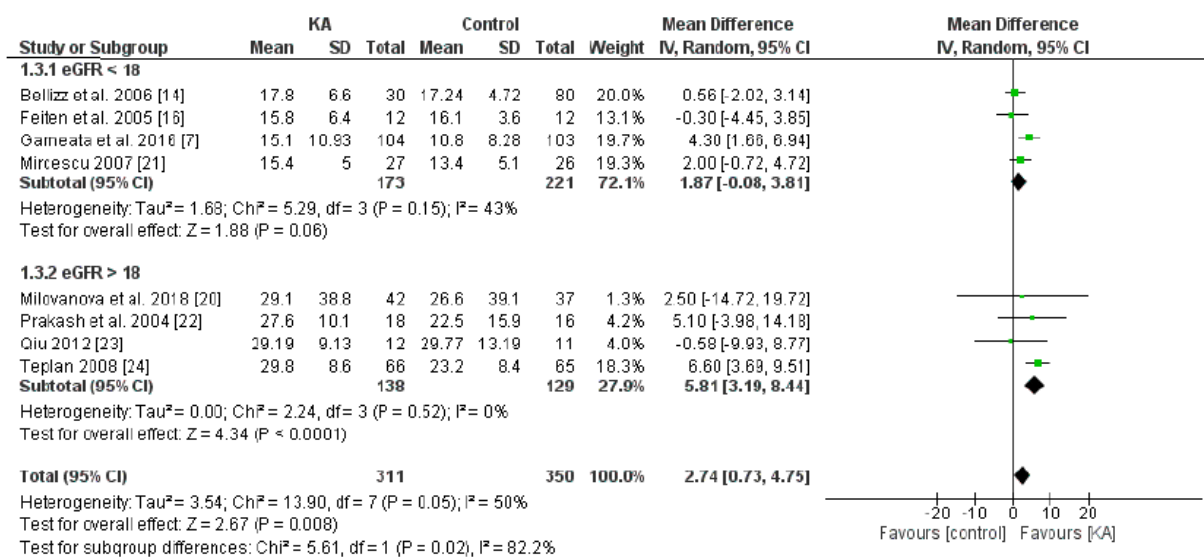 KA Control Mean Difference Mean Difference
Study or Subgroup Mean SD Total Mean SD Total Weight IV, Random, 95% CI IV, Random, 95% CI
1.3.1 eGFR < 18
Bellizz et al. 2006 [14] 17.8 6.6 30 17.24 4.72 80 20.0% 0.56 [-2.02, 3.14]
Feiten et al. 2005 [16] 15.8 6.4 12 16.1 3.6 12 13.1% -0.30 [-4.45, 3.85]
Garneata et al. 2016 [7] 15.1 10.93 104 10.8 8.28 103 19.7% 4.30 [1.66, 6.94]
Mircescu 2007 [21] 15.4 5 27 13.4 5.1 26 19.3% 2.00 [-0.72, 4.72]
Subtotal (95% CI) 173 221 72.1% 1.87 [-0.08, 3.81]
Heterogeneity: Tau² = 1.68; Chi² = 5.29, df = 3 (P = 0.15); I² = 43%
Test for overall effect: Z = 1.88 (P = 0.06)
1.3.2 eGFR > 18
Milovanova et al. 2018 [20] 29.1 38.8 42 26.6 39.1 37 1.3% 2.50 [-14.72, 19.72]
Prakash et al. 2004 [22] 27.6 10.1 18 22.5 15.9 16 4.2% 5.10 [-3.98, 14.18]
Qiu 2012 [23] 29.19 9.13 12 29.77 13.19 11 4.0% -0.58 [-9.93, 8.77]
Teplan 2008 [24] 29.8 8.6 66 23.2 8.4 65 18.3% 6.60 [3.69, 9.51]
Subtotal (95% CI) 138 129 27.9% 5.81 [3.19, 8.44]
Heterogeneity: Tau² = 0.00; Chi² = 2.24, df = 3 (P = 0.52); I² = 0%
Test for overall effect: Z = 4.34 (P < 0.0001)
Total (95% CI) 311 350 100.0% 2.74 [0.73, 4.75]
Heterogeneity: Tau² = 3.54; Chi² = 13.90, df = 7 (P = 0.05); I² = 50%
Test for overall effect: Z = 2.67 (P = 0.008)
Test for subgroup differences: Chi² = 5.61, df = 1 (P = 0.02), I² = 82.2%
-20 -10 0 10 20
Favours [control] Favours [KA]